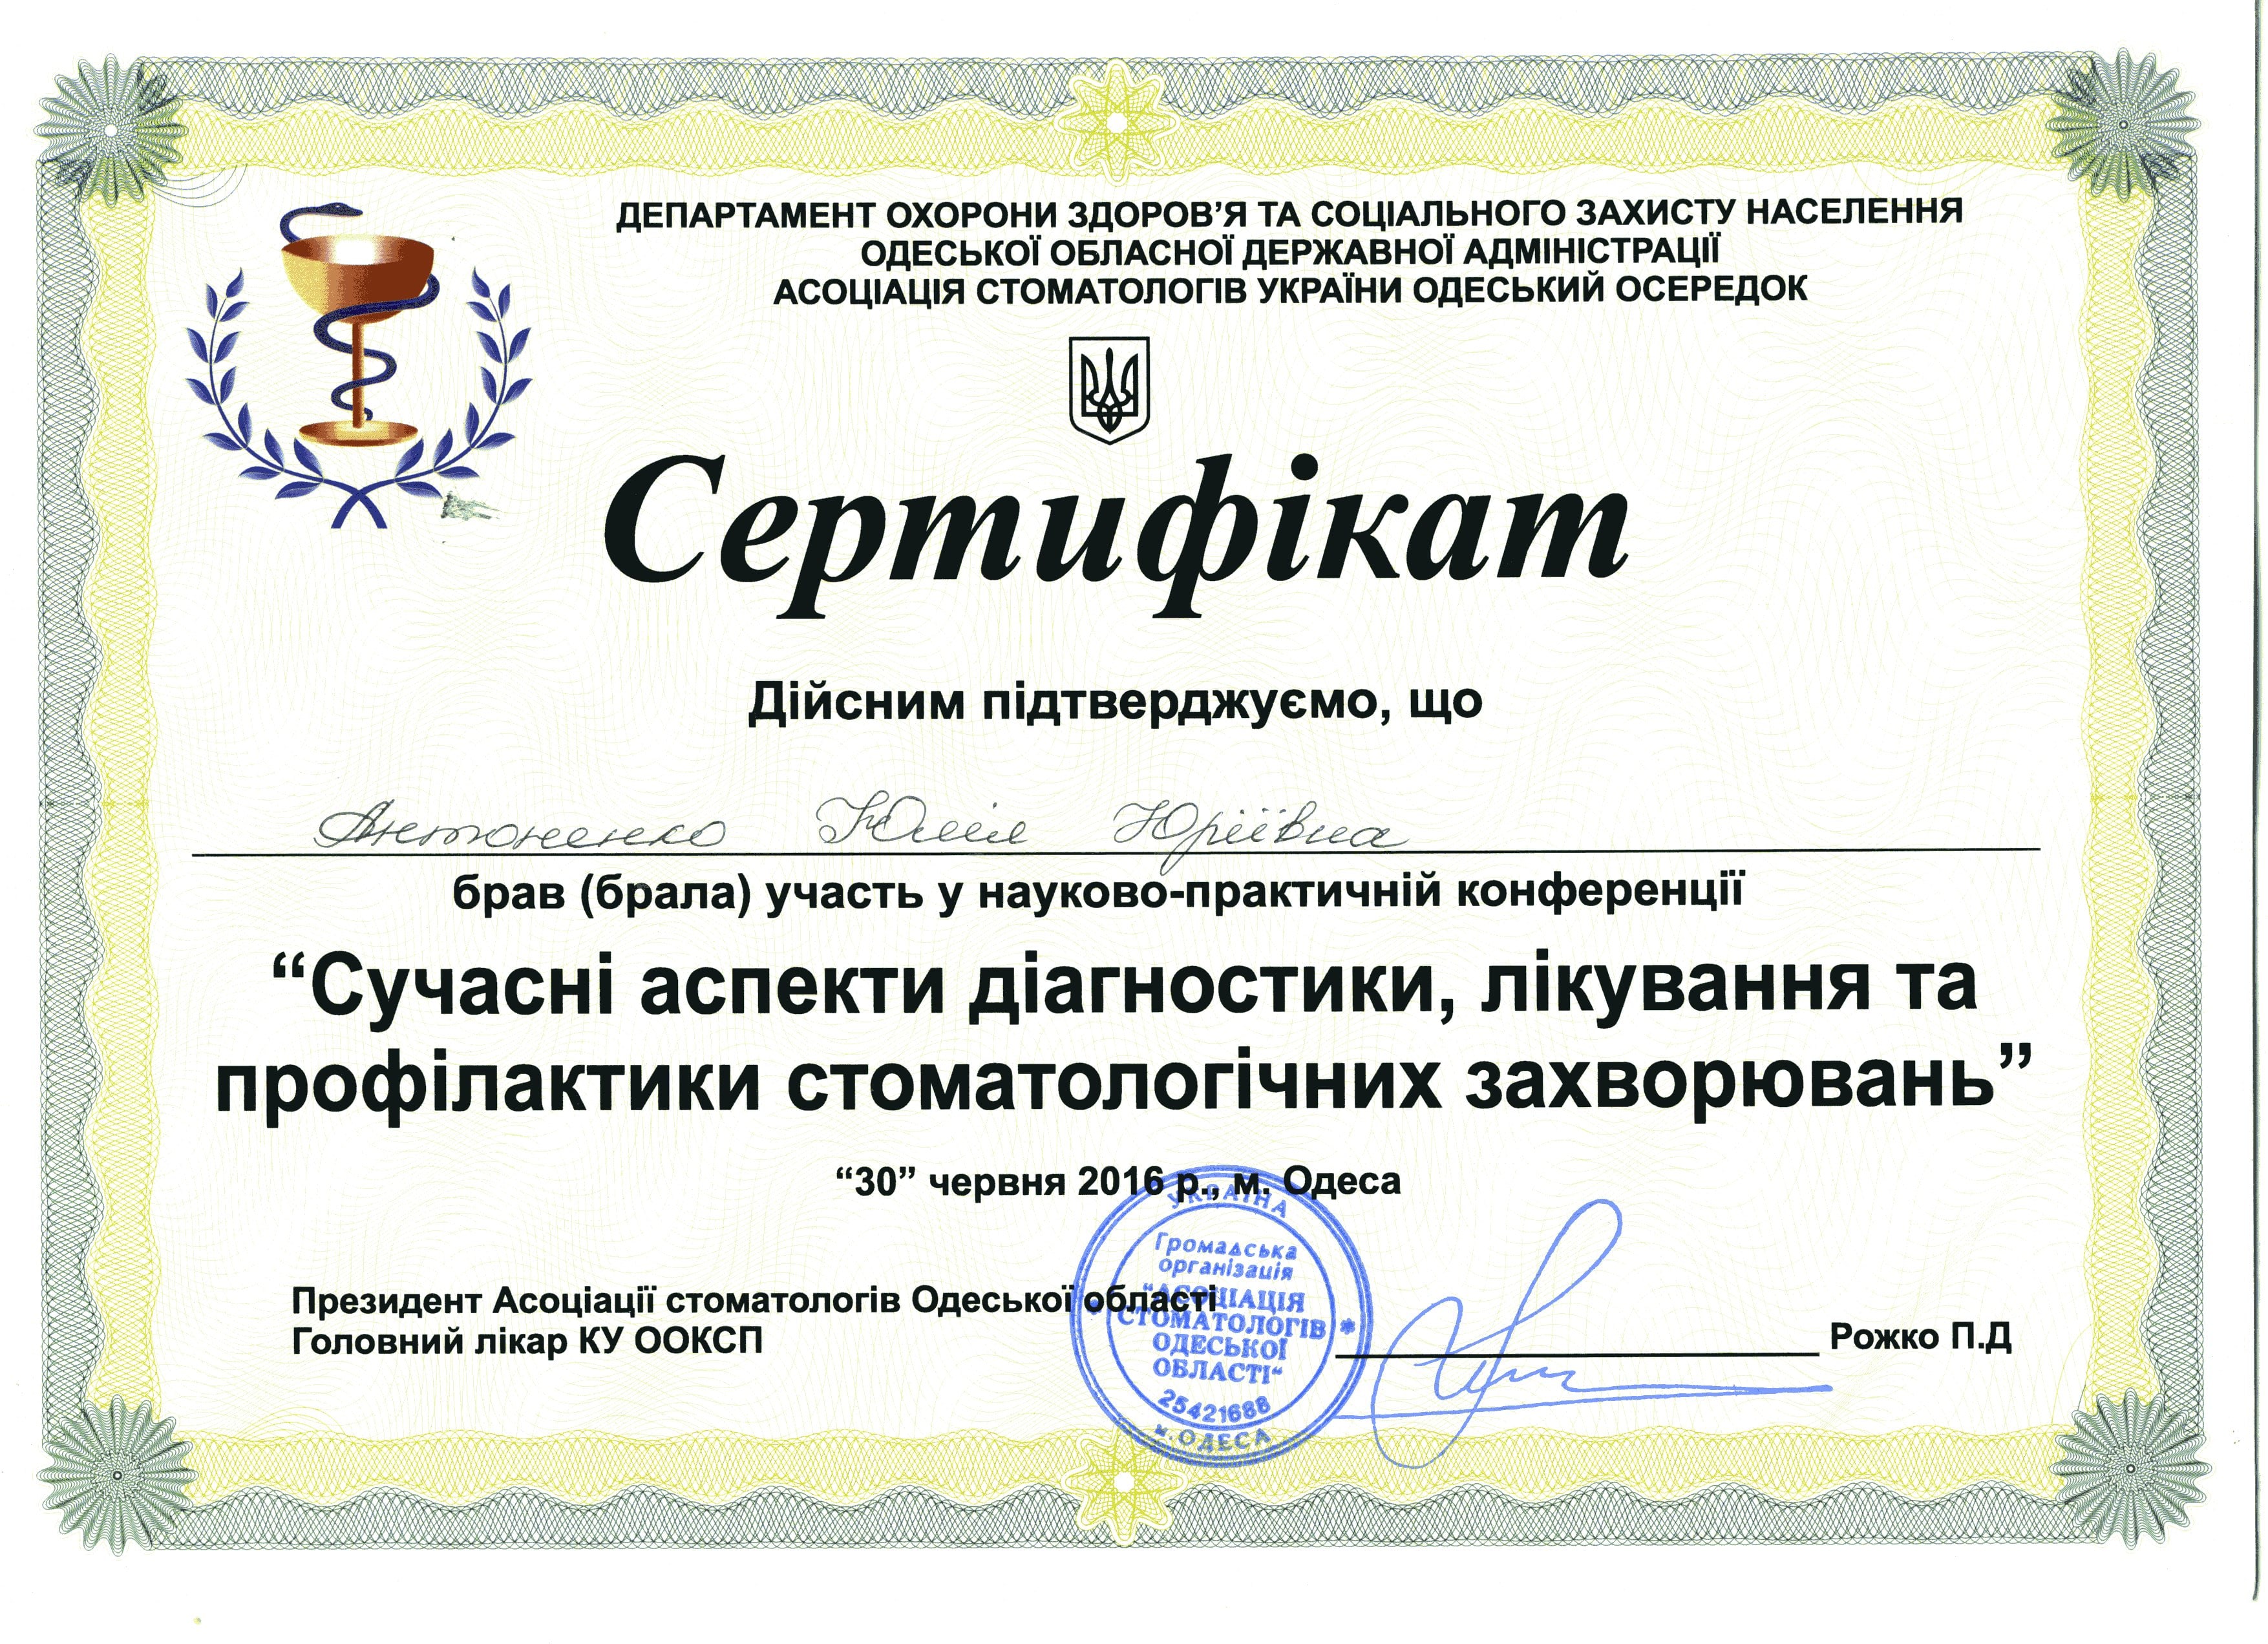 ДЕПАРТАМЕНТ ОХОРОНИ ЗДОРОВ'Я ТА СОЦІАЛЬНОГО ЗАХИСТУ НАСЕЛЕННЯ
ОДЕСЬКОЇ ОБЛАСНОЇ ДЕРЖАВНОЇ АДМІНІСТРАЦІЇ
АСОЦІАЦІЯ СТОМАТОЛОГІВ УКРАЇНИ ОДЕСЬКИЙ ОСЕРЕДОК
Сертифікат
Дійсним підтверджуємо, що
Антоненко Юлія Юріївна
брав (брала) участь у науково-практичній конференції
“Сучасні аспекти діагностики, лікування та
профілактики стоматологічних захворювань”
“30” червня 2016 р., м. Одеса
Президент Асоціації стоматологів Одеської області
Головний лікар КУ ООКСП
Рожко П.Д
УКРАЇНА
Громадська
організація
“АСОЦІАЦІЯ
СТОМАТОЛОГІВ
ОДЕСЬКОЇ
ОБЛАСТІ“
25421688
м. ОДЕСА